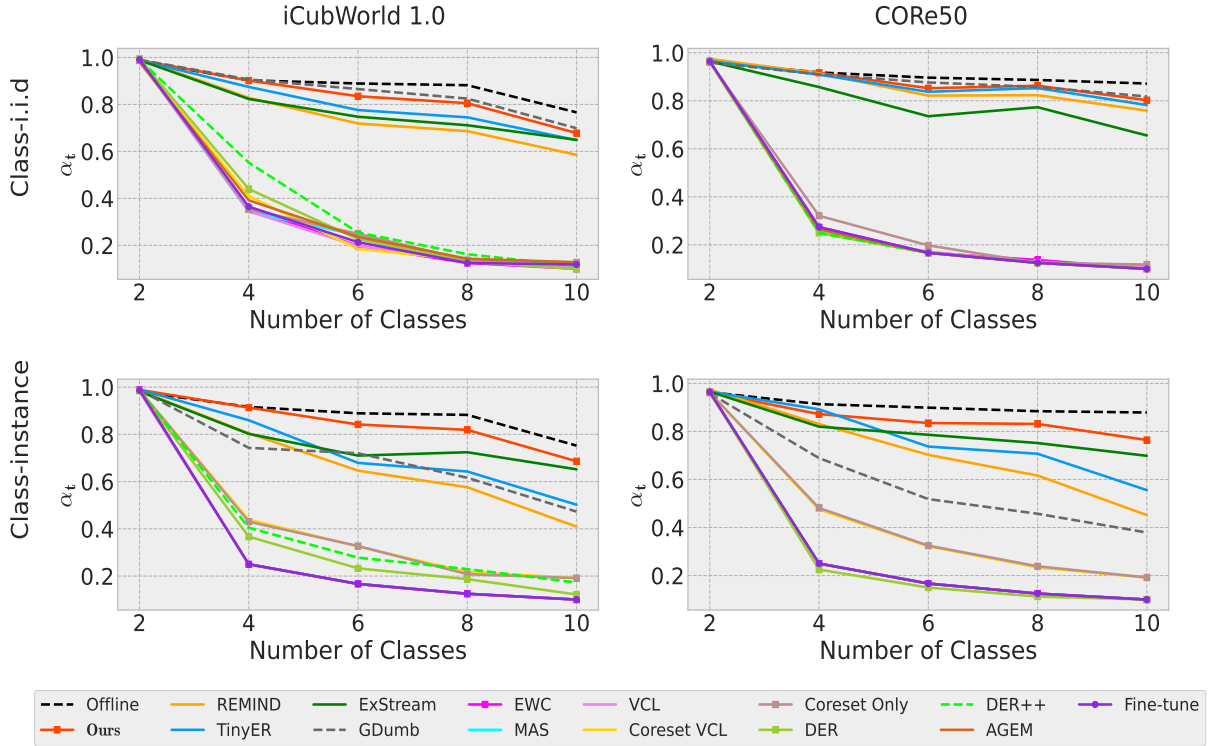 iCubWorld 1.0
CORe50
Class-i.i.d
α_t
1.0
0.8
0.6
0.4
0.2
2 4 6 8 10
Number of Classes
α_t
1.0
0.8
0.6
0.4
0.2
2 4 6 8 10
Number of Classes
Class-instance
α_t
1.0
0.8
0.6
0.4
0.2
2 4 6 8 10
Number of Classes
α_t
1.0
0.8
0.6
0.4
0.2
2 4 6 8 10
Number of Classes
Offline REMIND ExStream EWC VCL Coreset Only DER++ Fine-tune
Ours TinyER GDumb MAS Coreset VCL DER AGEM